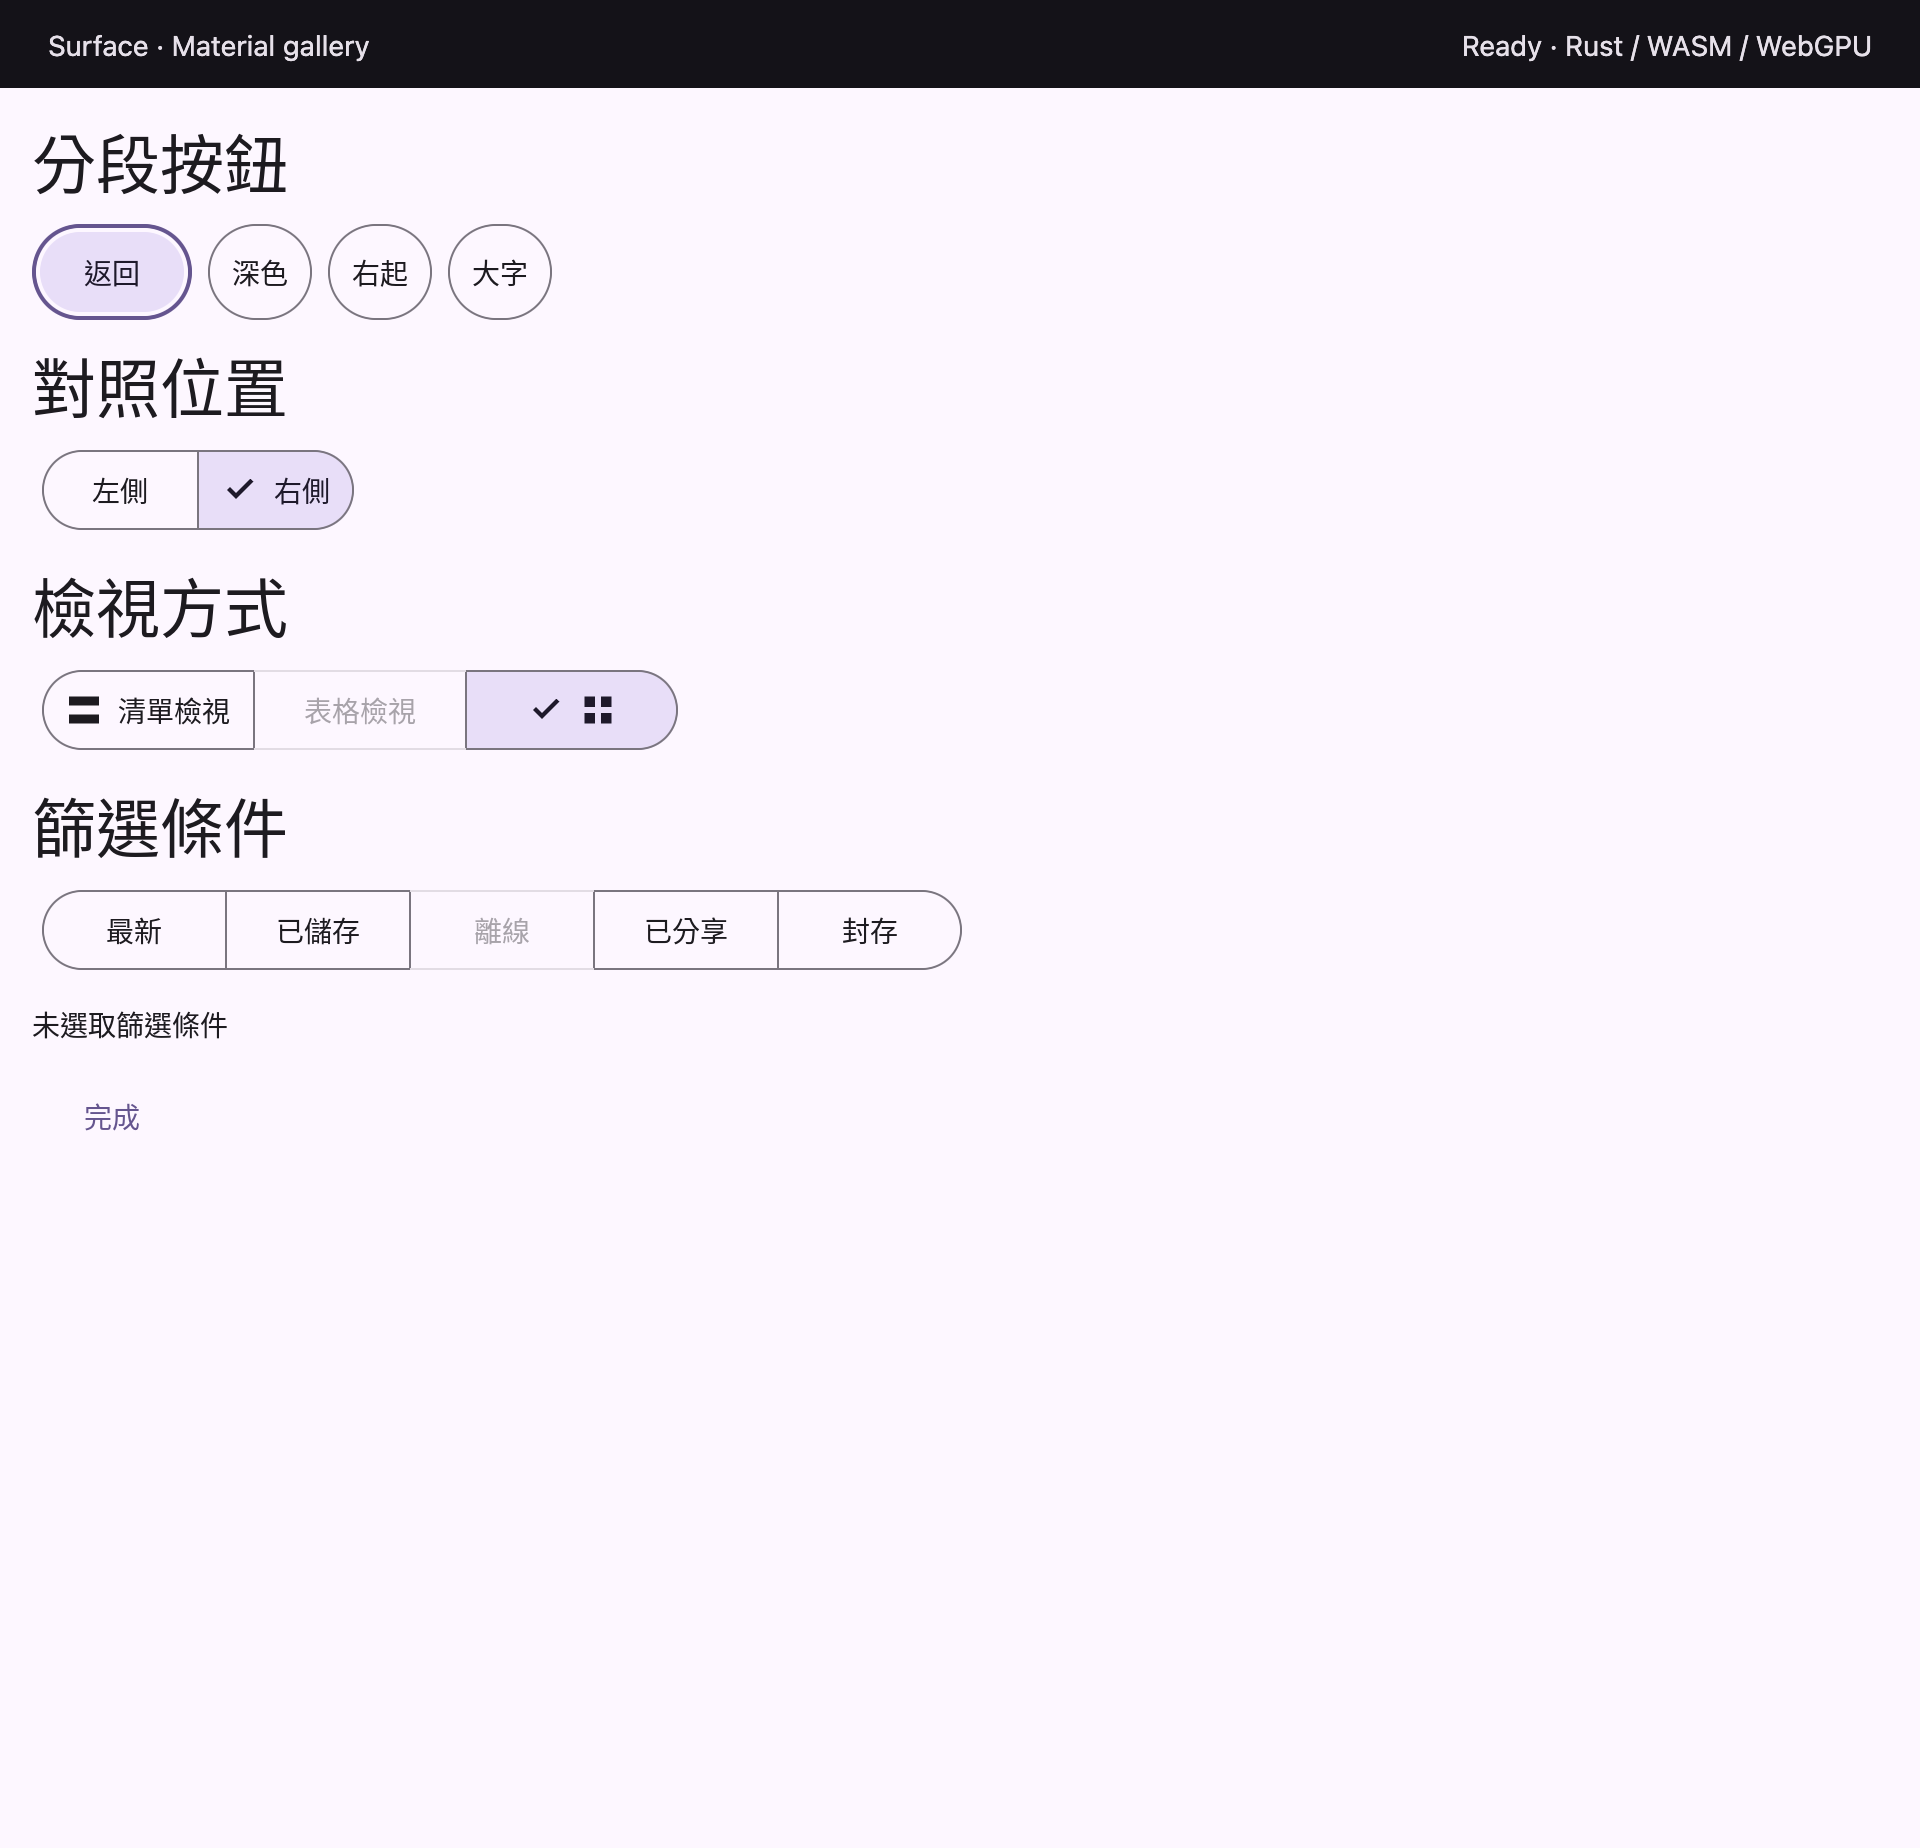 Surface · Material gallery
Ready · Rust / WASM / WebGPU
分段按鈕
返回 深色 右起 大字
對照位置
左側 右側
檢視方式
清單檢視 表格檢視
篩選條件
最新 已儲存 離線 已分享 封存
未選取篩選條件
完成